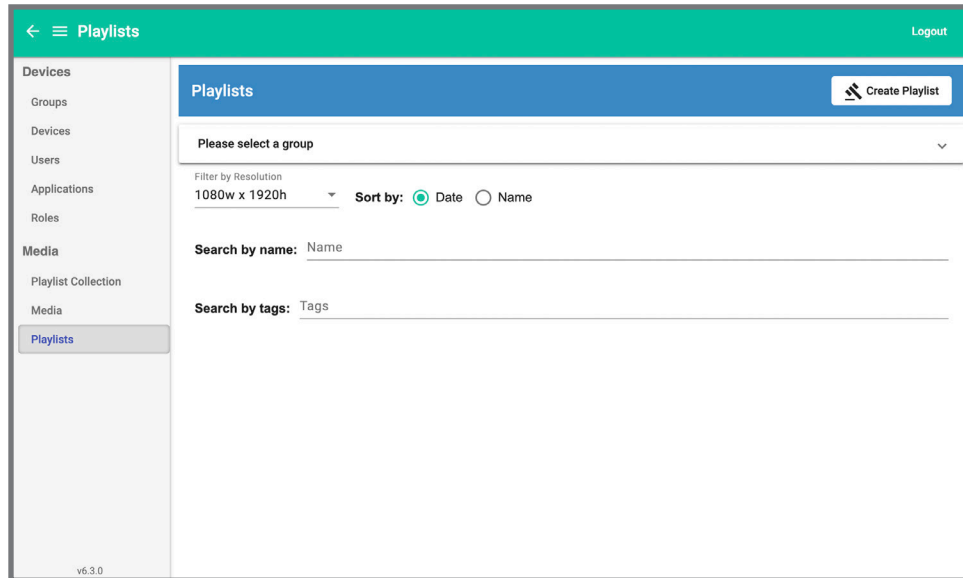 Playlists
Logout
Devices
Groups
Devices
Users
Applications
Roles
Media
Playlist Collection
Media
Playlists
v6.3.0
Playlists
Create Playlist
Please select a group
Filter by Resolution
1080w x 1920h
Sort by: Date Name
Search by name: Name
Search by tags: Tags